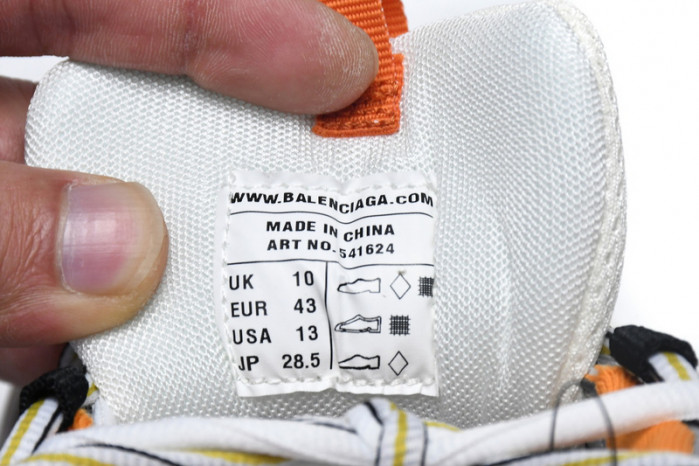 WWW.BALENCIAGA.COM
MADE IN CHINA
ART NO.541624
UK 10
EUR 43
USA 13
JP 28.5